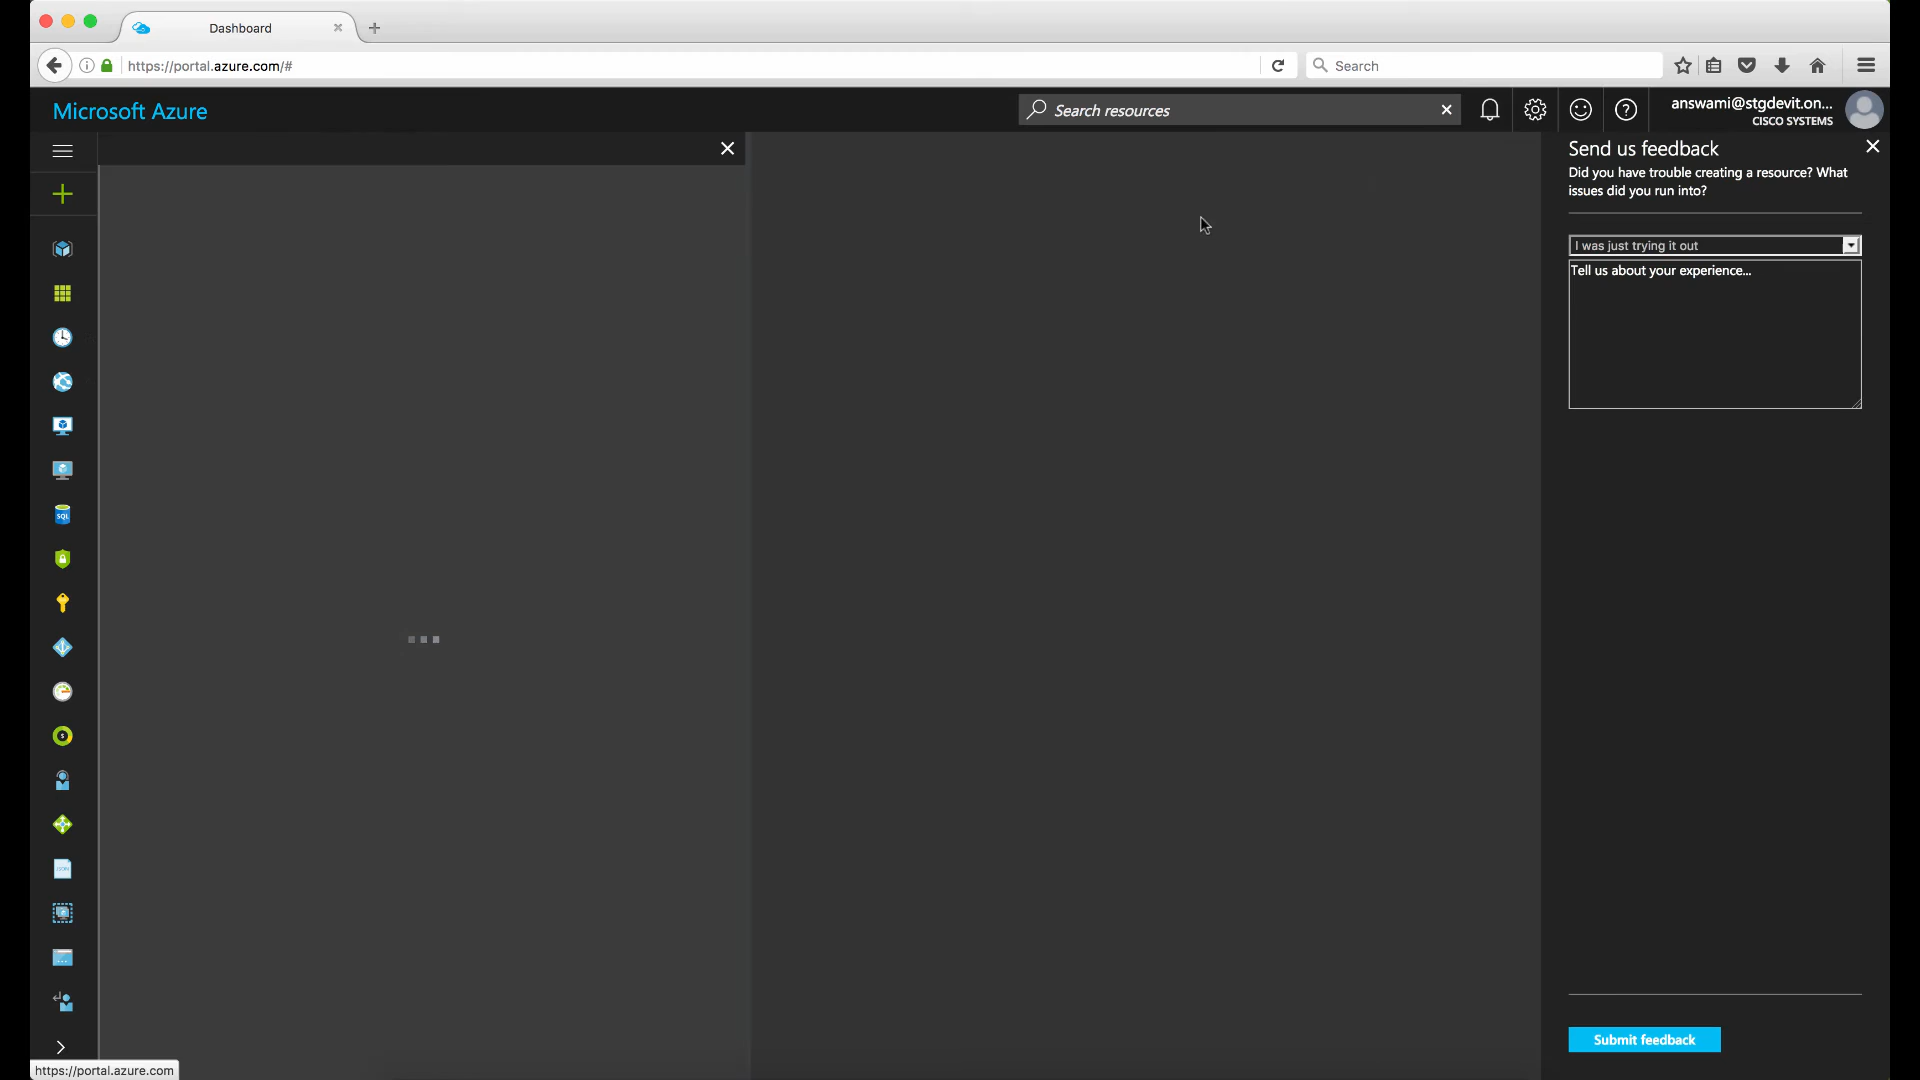 Dashboard
https://portal.azure.com/#
Search
Microsoft Azure
Search resources
answami@stgdevit.on...
CISCO SYSTEMS
Send us feedback
Did you have trouble creating a resource? What
issues did you run into?
I was just trying it out
Tell us about your experience...
SQL
Submit feedback
https://portal.azure.com